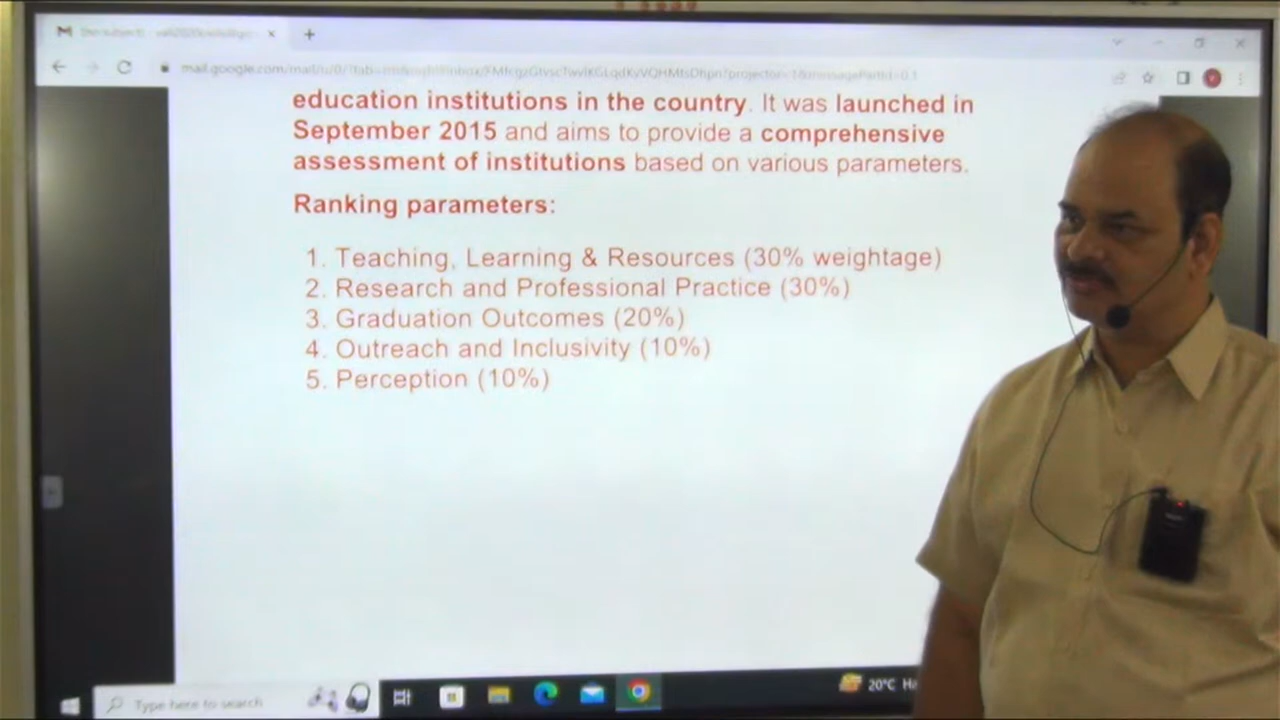 education institutions in the country. It was launched in
September 2015 and aims to provide a comprehensive
assessment of institutions based on various parameters.
Ranking parameters:
1. Teaching, Learning & Resources (30% weightage)
2. Research and Professional Practice (30%)
3. Graduation Outcomes (20%)
4. Outreach and Inclusivity (10%)
5. Perception (10%)
Type here to search
20°C